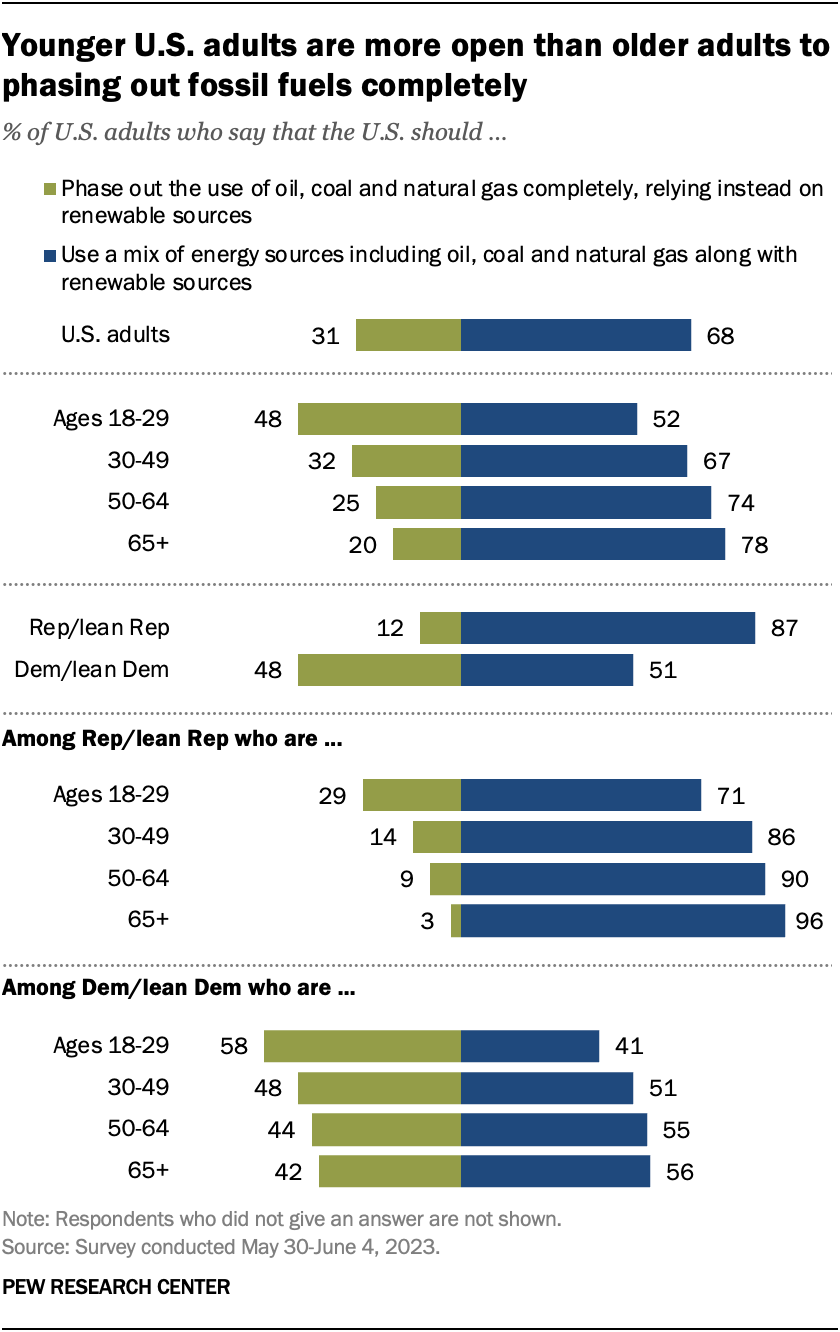 Younger U.S. adults are more open than older adults to
phasing out fossil fuels completely
% of U.S. adults who say that the U.S. should ...
Phase out the use of oil, coal and natural gas completely, relying instead on
renewable sources
Use a mix of energy sources including oil, coal and natural gas along with
renewable sources
U.S. adults 31 68
Ages 18-29 48 52
30-49 32 67
50-64 25 74
65+ 20 78
Rep/lean Rep 12 87
Dem/lean Dem 48 51
Among Rep/lean Rep who are ...
Ages 18-29 29 71
30-49 14 86
50-64 9 90
65+ 3 96
Among Dem/lean Dem who are ...
Ages 18-29 58 41
30-49 48 51
50-64 44 55
65+ 42 56
Note: Respondents who did not give an answer are not shown.
Source: Survey conducted May 30-June 4, 2023.
PEW RESEARCH CENTER